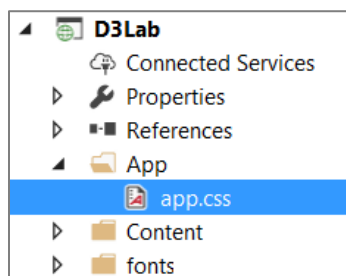 D3Lab
Connected Services
Properties
References
App
app.css
Content
fonts